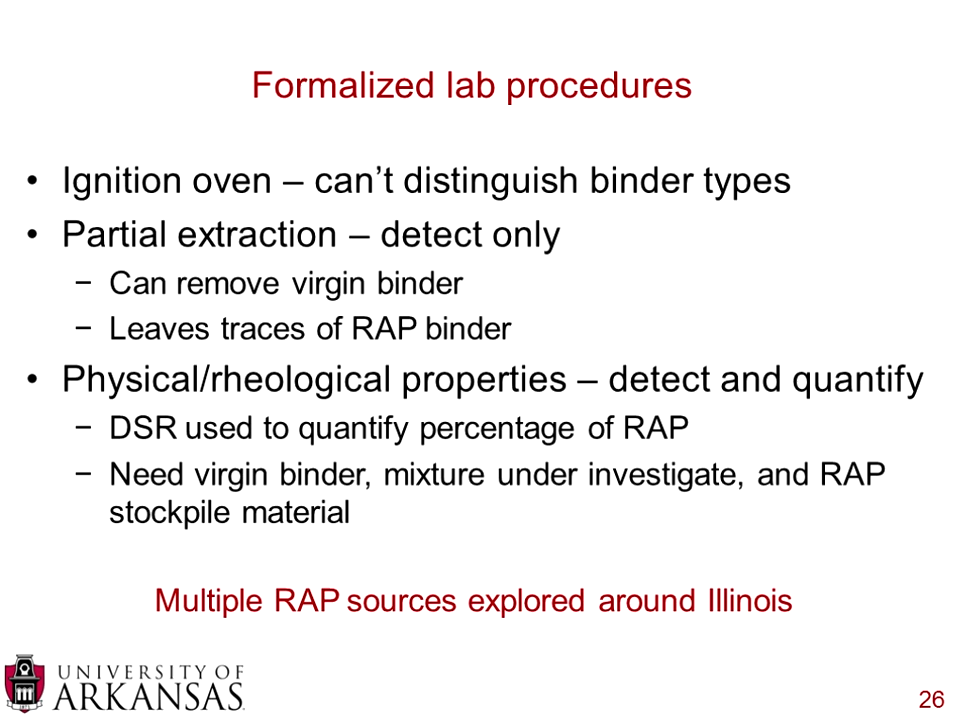 Formalized lab procedures
• Ignition oven – can’t distinguish binder types
• Partial extraction – detect only
− Can remove virgin binder
− Leaves traces of RAP binder
• Physical/rheological properties – detect and quantify
− DSR used to quantify percentage of RAP
− Need virgin binder, mixture under investigate, and RAP
stockpile material
Multiple RAP sources explored around Illinois
UNIVERSITY OF
ARKANSAS
26